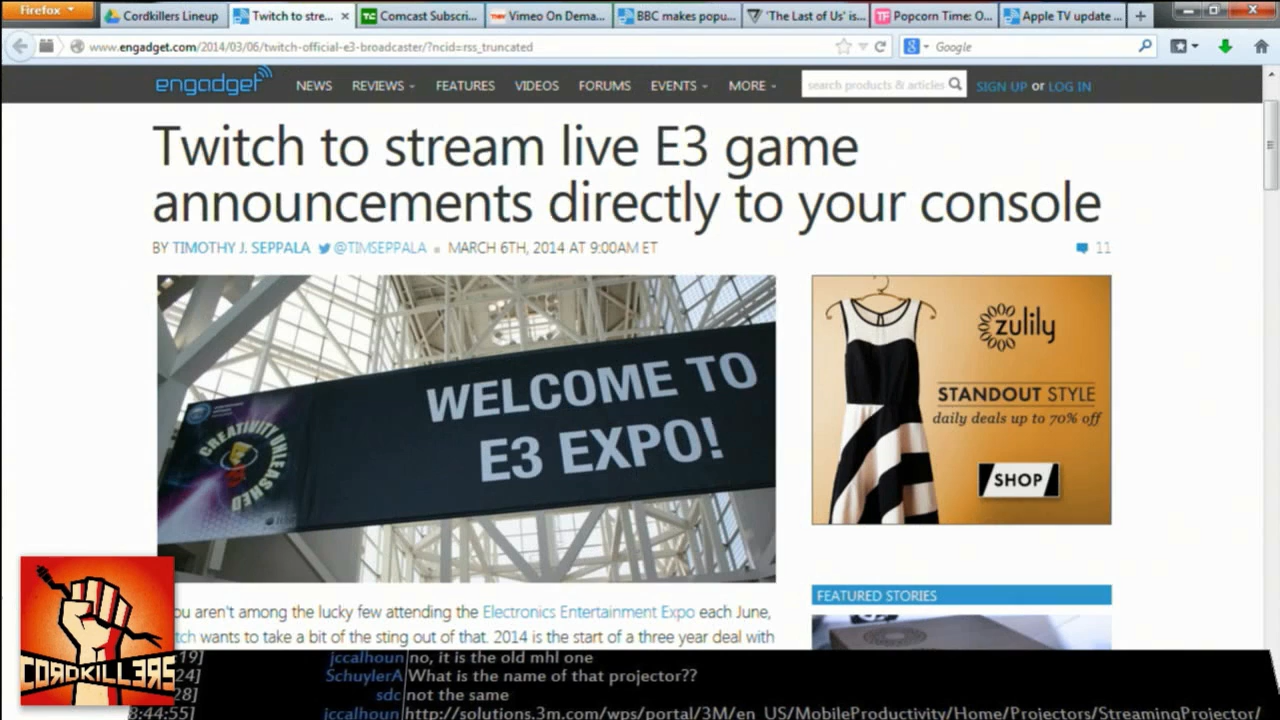 Firefox
Cordkillers Lineup
Twitch to stre...
Comcast Subscri...
Vimeo On Dema...
BBC makes popu...
'The Last of Us' is...
Popcorn Time: O...
Apple TV update ...
www.engadget.com/2014/03/06/twitch-official-e3-broadcaster/?ncid=rss_truncated
Google
engadget
NEWS REVIEWS FEATURES VIDEOS FORUMS EVENTS MORE
search products & articles
SIGN UP or LOG IN
Twitch to stream live E3 game
announcements directly to your console
BY TIMOTHY J. SEPPALA @TIMSEPPALA MARCH 6TH, 2014 AT 9:00AM ET
11
WELCOME TO
E3 EXPO!
CREATIVITY UNLEASHED
zulily
STANDOUT STYLE
daily deals up to 70% off
SHOP
ou aren't among the lucky few attending the Electronics Entertainment Expo each June,
tch wants to take a bit of the sting out of that. 2014 is the start of a three year deal with
FEATURED STORIES
CORDKILLERS
:19] jccalhoun no, it is the old mhl one
24] SchuylerA What is the name of that projector??
28] sdc not the same
8:44:55] jccalhoun http://solutions.3m.com/wps/portal/3M/en_US/MobileProductivity/Home/Projectors/StreamingProjector/